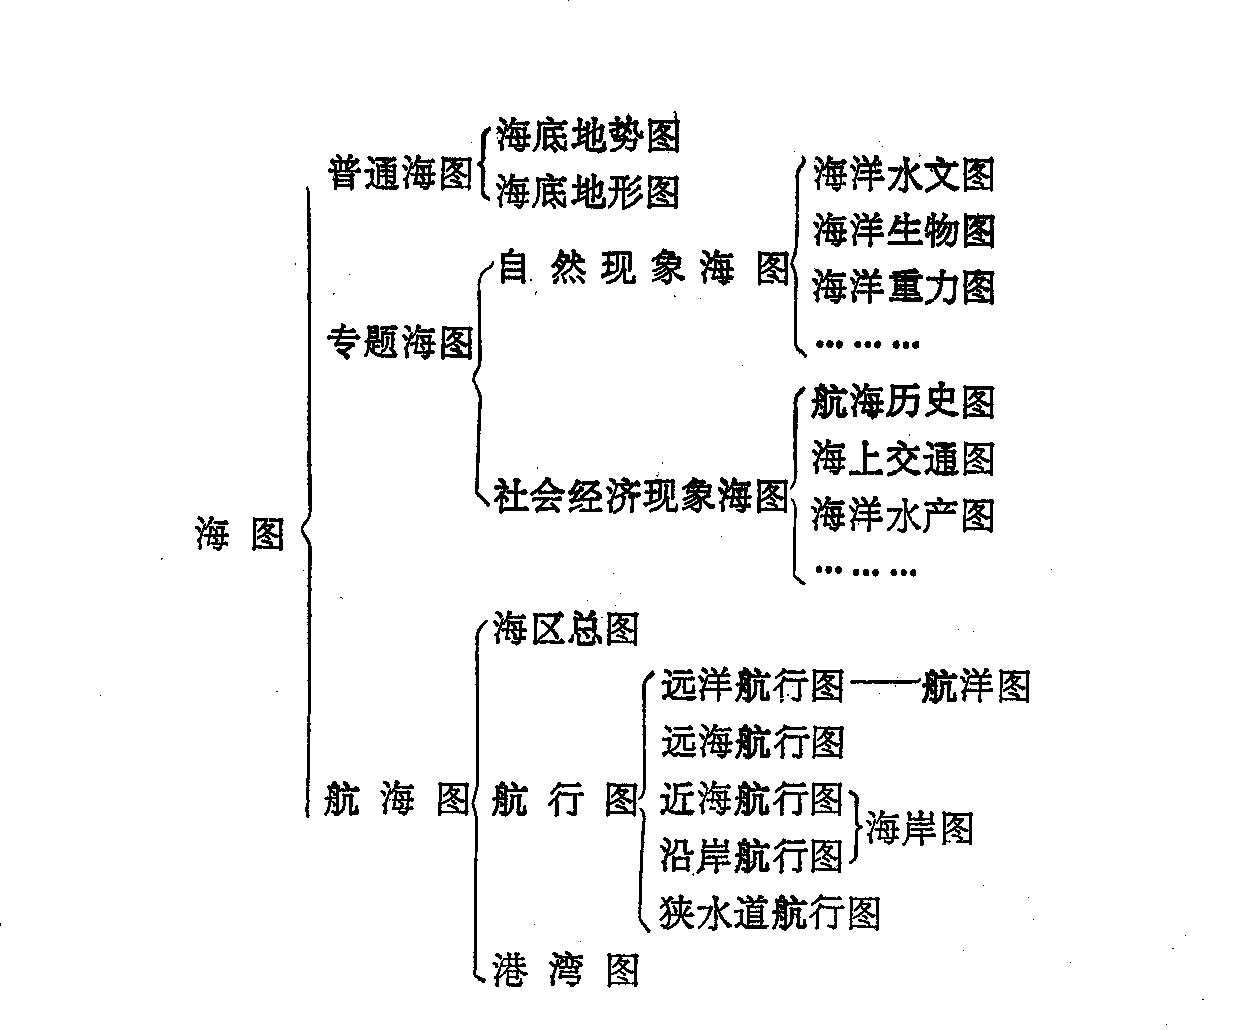 海底地势图
普通海图
海底地形图
海洋水文图
海洋生物图
自然现象海图
海洋重力图
专题海图
… … …
航海历史图
海上交通图
社会经济现象海图
海洋水产图
海图
… … …
海区总图
远洋航行图——航洋图
远海航行图
航海图
航行图
近海航行图
海岸图
沿岸航行图
狭水道航行图
港湾图